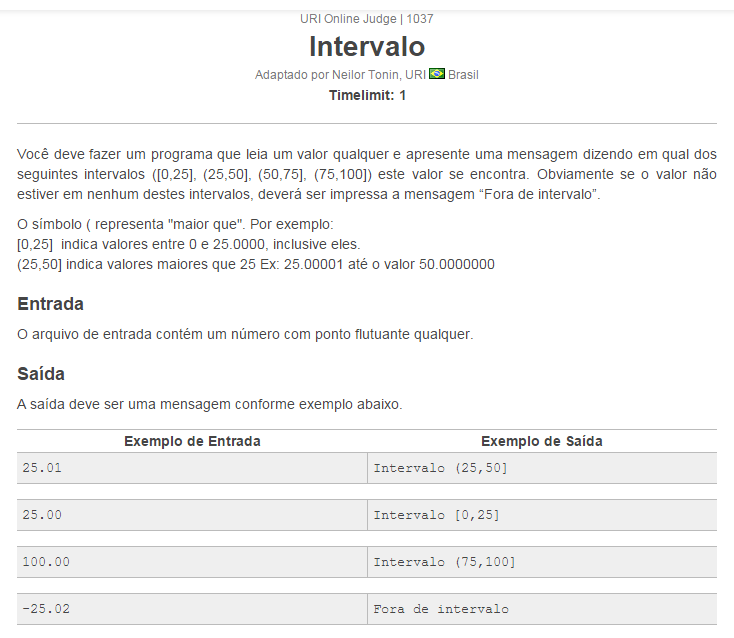 URI Online Judge | 1037
Intervalo
Adaptado por Neilor Tonin, URI Brasil
Timelimit: 1
Você deve fazer um programa que leia um valor qualquer e apresente uma mensagem dizendo em qual dos
seguintes intervalos ([0,25], (25,50], (50,75], (75,100]) este valor se encontra. Obviamente se o valor não
estiver em nenhum destes intervalos, deverá ser impressa a mensagem “Fora de intervalo”.
O símbolo ( representa "maior que". Por exemplo:
[0,25]  indica valores entre 0 e 25.0000, inclusive eles.
(25,50] indica valores maiores que 25 Ex: 25.00001 até o valor 50.0000000
Entrada
O arquivo de entrada contém um número com ponto flutuante qualquer.
Saída
A saída deve ser uma mensagem conforme exemplo abaixo.
Exemplo de Entrada Exemplo de Saída
25.01 Intervalo (25,50]
25.00 Intervalo [0,25]
100.00 Intervalo (75,100]
-25.02 Fora de intervalo